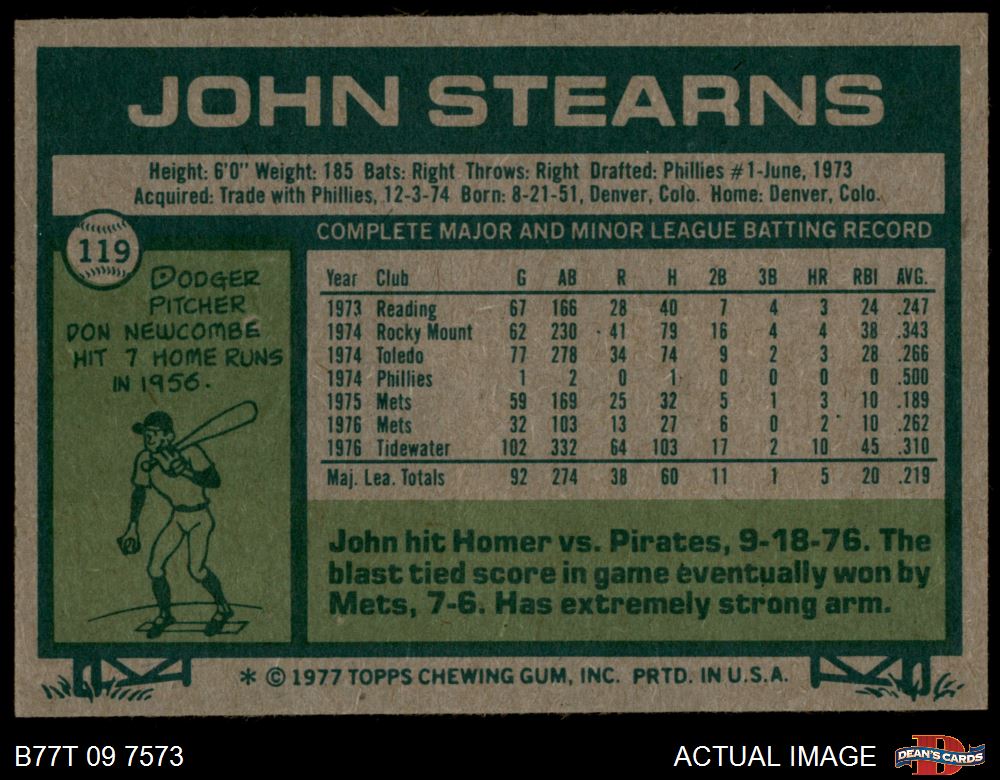 JOHN STEARNS
Height: 6'0" Weight: 185 Bats: Right Throws: Right Drafted: Phillies #1-June, 1973
Acquired: Trade with Phillies, 12-3-74 Born: 8-21-51, Denver, Colo. Home: Denver, Colo.
119
COMPLETE MAJOR AND MINOR LEAGUE BATTING RECORD
DODGER
PITCHER
DON NEWCOMBE
HIT 7 HOME RUNS
IN 1956.
Year Club G AB R H 2B 3B HR RBI AVG.
1973 Reading 67 166 28 40 7 4 3 24 .247
1974 Rocky Mount 62 230 41 79 16 4 4 38 .343
1974 Toledo 77 278 34 74 9 2 3 28 .266
1974 Phillies 1 2 0 1 0 0 0 0 .500
1975 Mets 59 169 25 32 5 1 3 10 .189
1976 Mets 32 103 13 27 6 0 2 10 .262
1976 Tidewater 102 332 64 103 17 2 10 45 .310
Maj. Lea. Totals 92 274 38 60 11 1 5 20 .219
John hit Homer vs. Pirates, 9-18-76. The
blast tied score in game eventually won by
Mets, 7-6. Has extremely strong arm.
* © 1977 TOPPS CHEWING GUM, INC. PRTD. IN U.S.A.
B77T 09 7573
ACTUAL IMAGE
DEAN'S CARDS